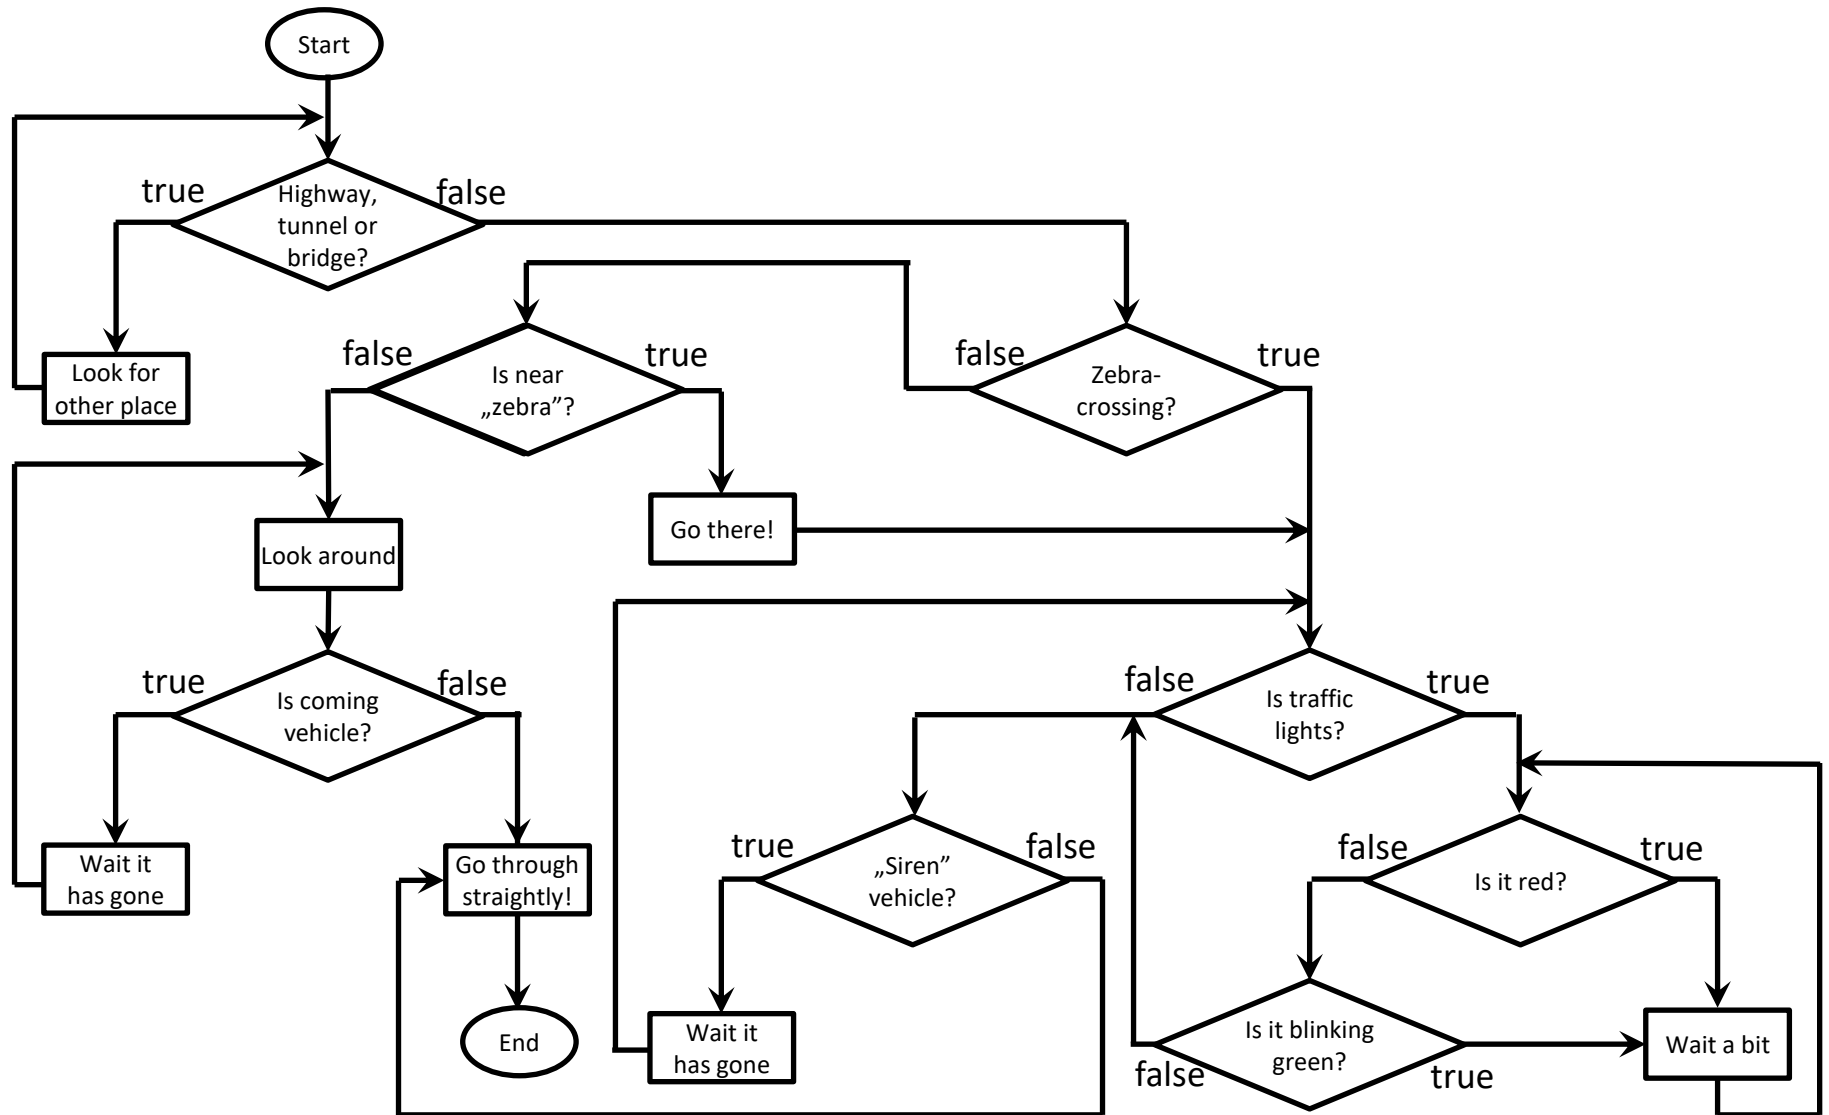 Start
true
false
Highway,
tunnel or
bridge?
Look for
other place
false
true
Is near
„zebra”?
false
true
Zebra-
crossing?
Go there!
Look around
true
false
Is coming
vehicle?
false
true
Is traffic
lights?
Wait it
has gone
Go through
straightly!
true
false
„Siren”
vehicle?
false
true
Is it red?
End
Wait it
has gone
Is it blinking
green?
false
true
Wait a bit